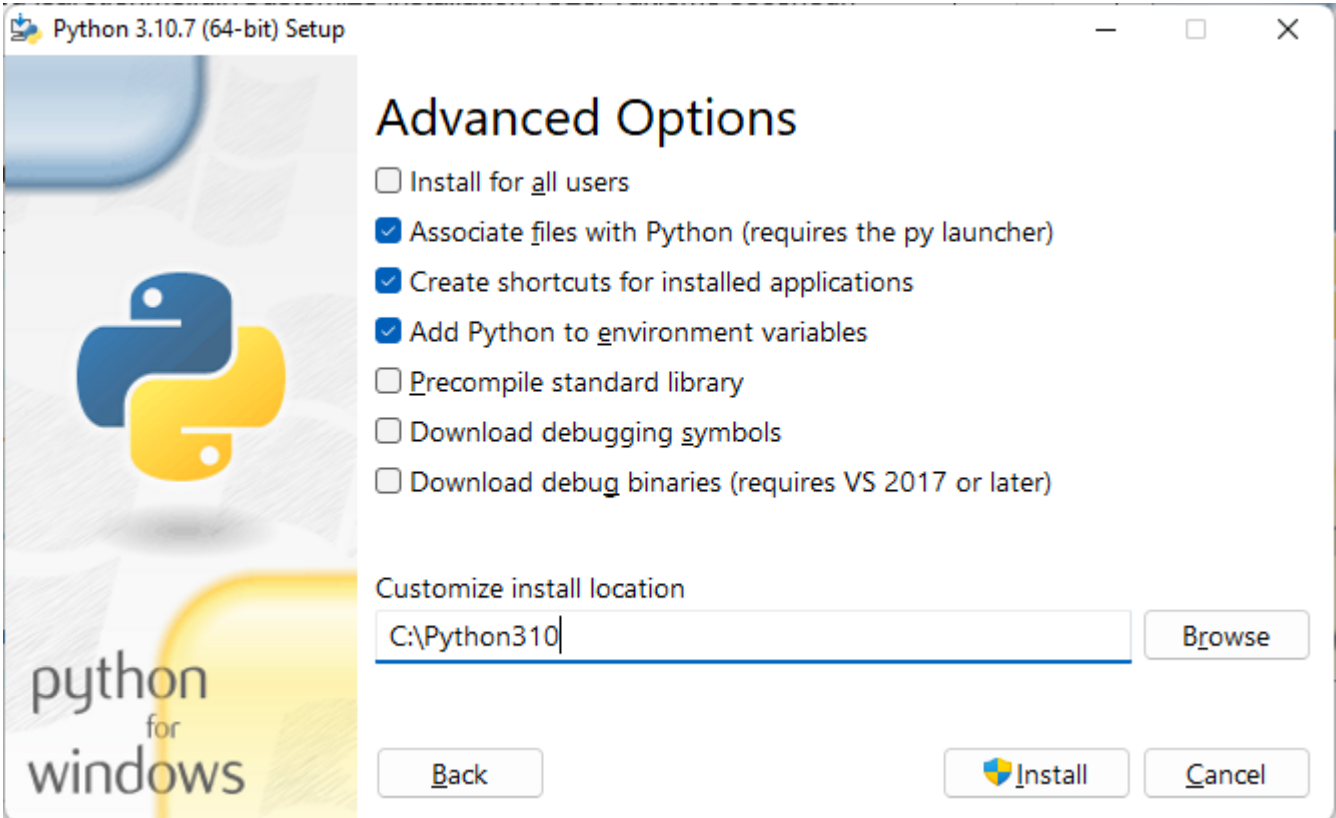 Python 3.10.7 (64-bit) Setup
Advanced Options
Install for all users
Associate files with Python (requires the py launcher)
Create shortcuts for installed applications
Add Python to environment variables
Precompile standard library
Download debugging symbols
Download debug binaries (requires VS 2017 or later)
Customize install location
C:\Python310
Browse
python
for
windows
Back
Install
Cancel